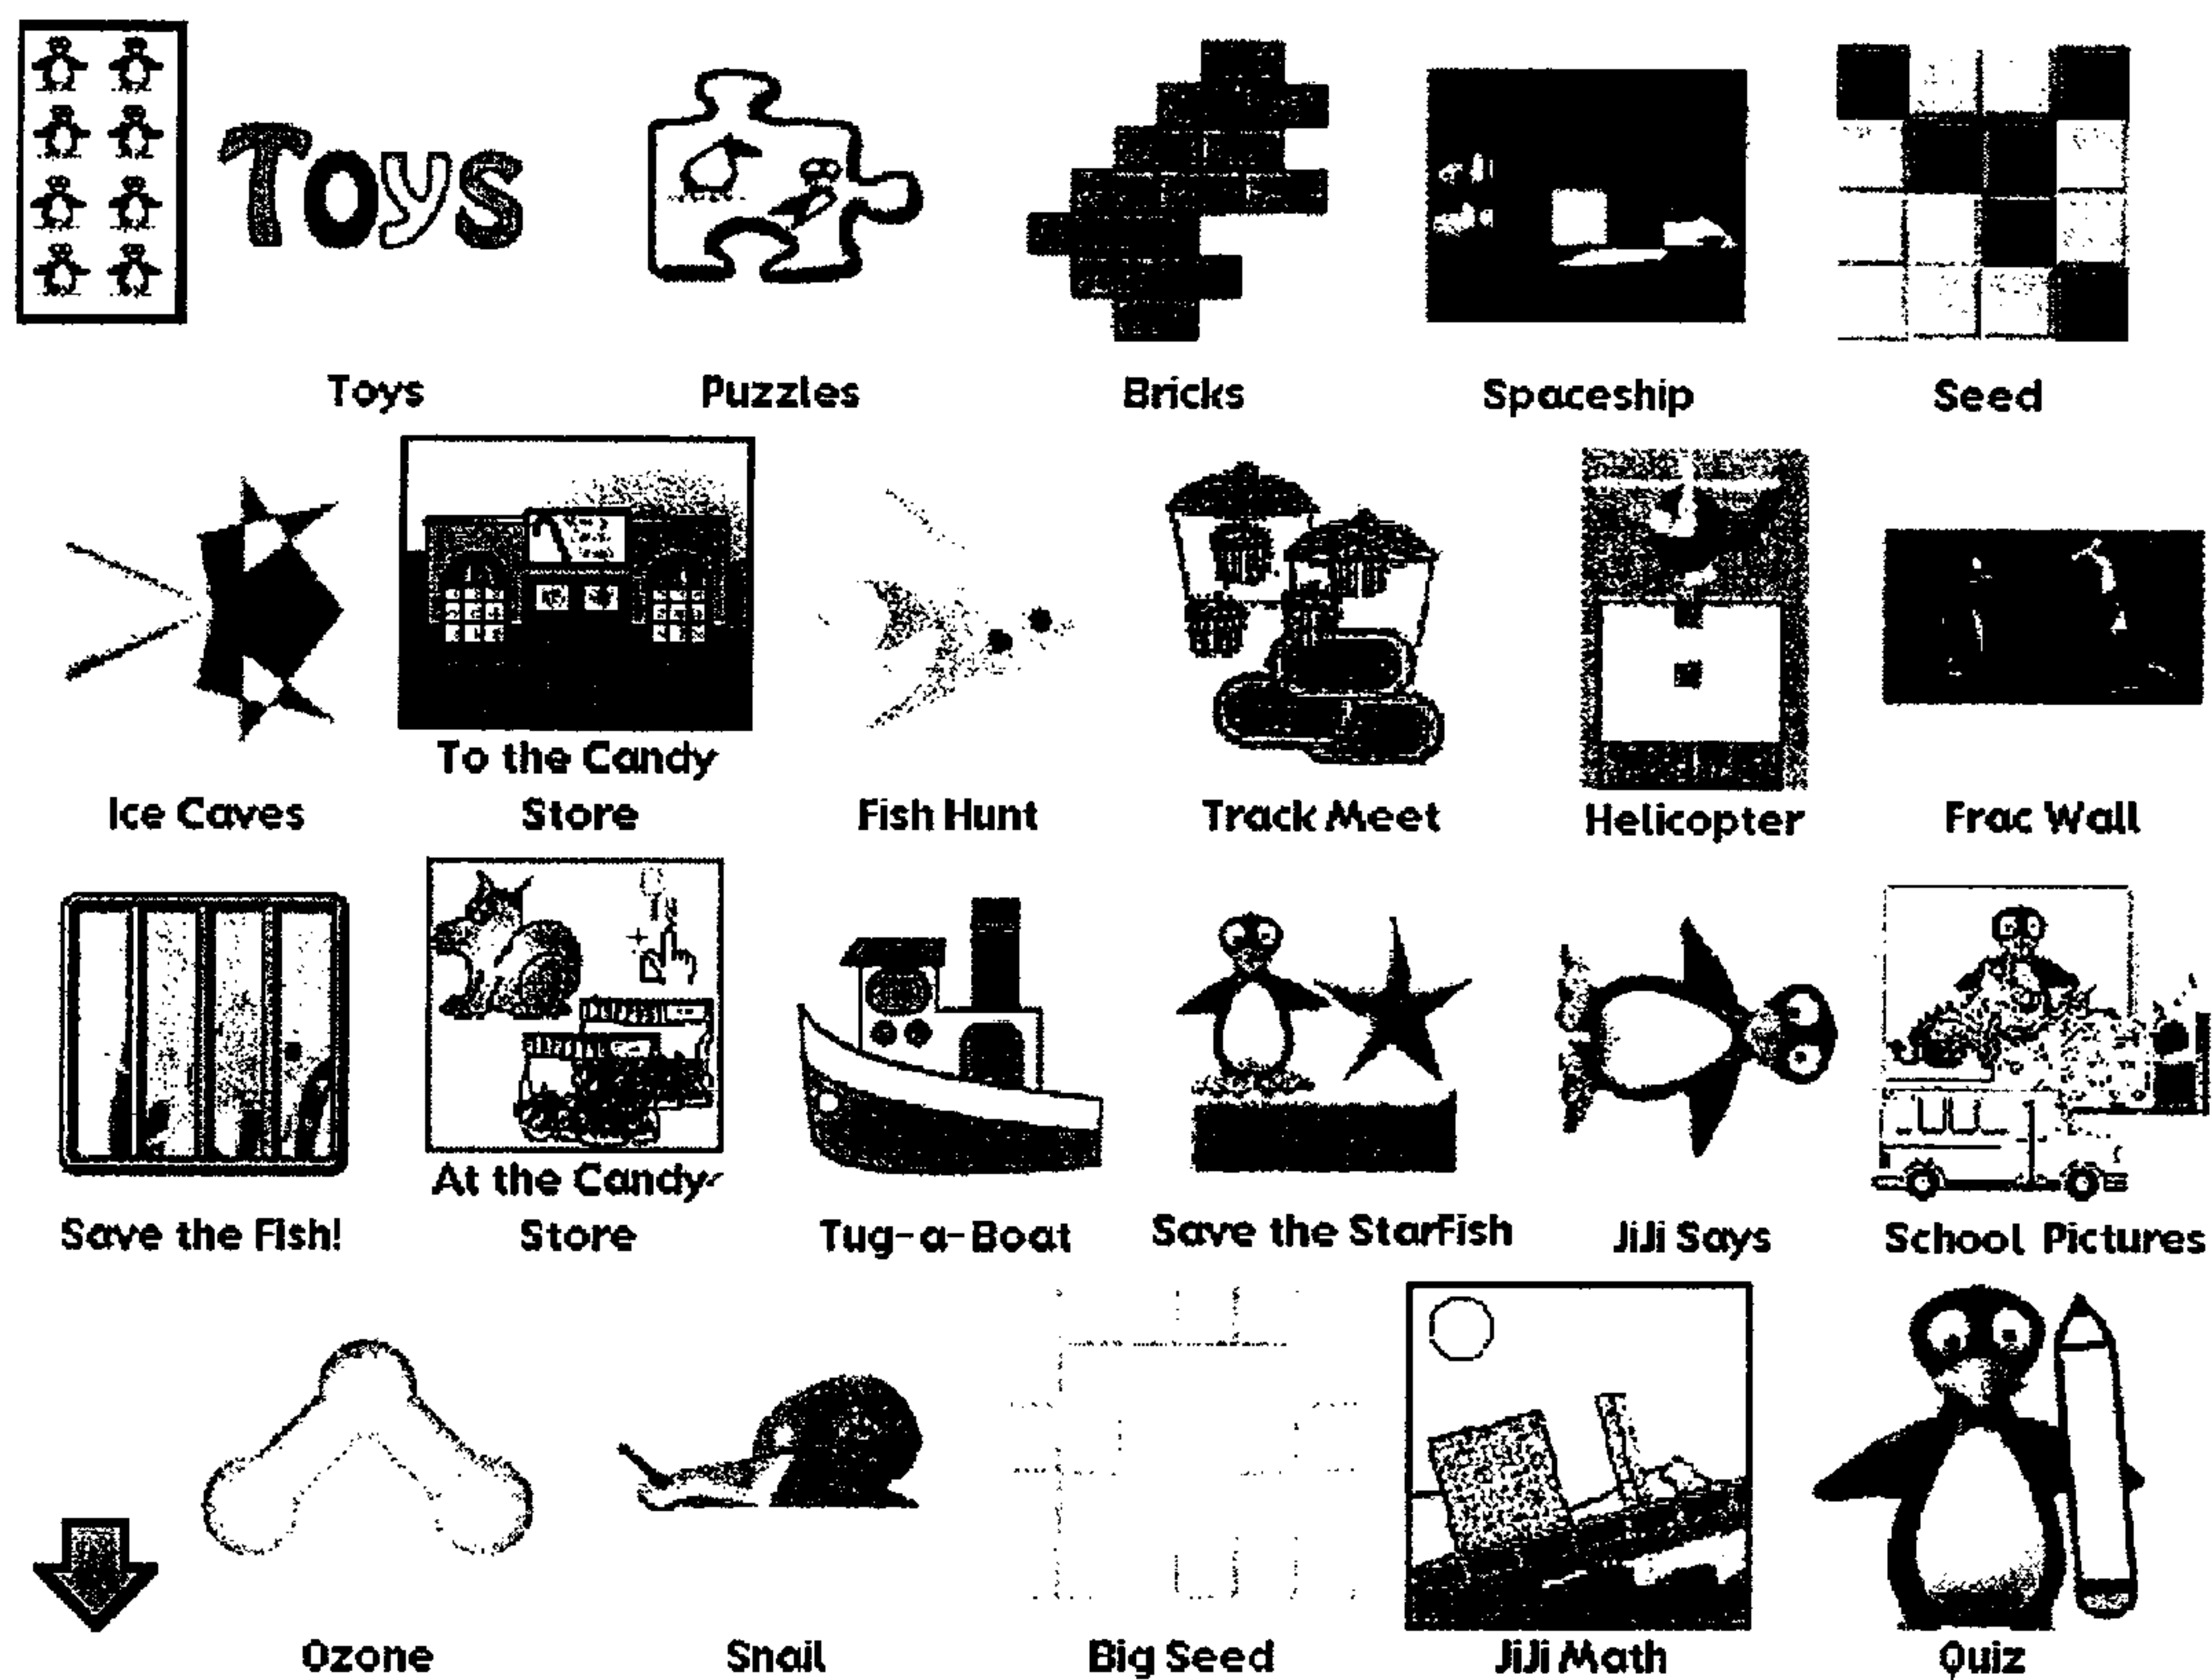 Toys
Toys
Puzzles
Bricks
Spaceship
Seed
Ice Caves
To the Candy
Store
Fish Hunt
Track Meet
Helicopter
Frac Wall
Save the Fish!
At the Candy
Store
Tug-a-Boat
Save the StarFish
JiJi Says
School Pictures
Ozone
Snail
Big Seed
JiJi Math
Quiz